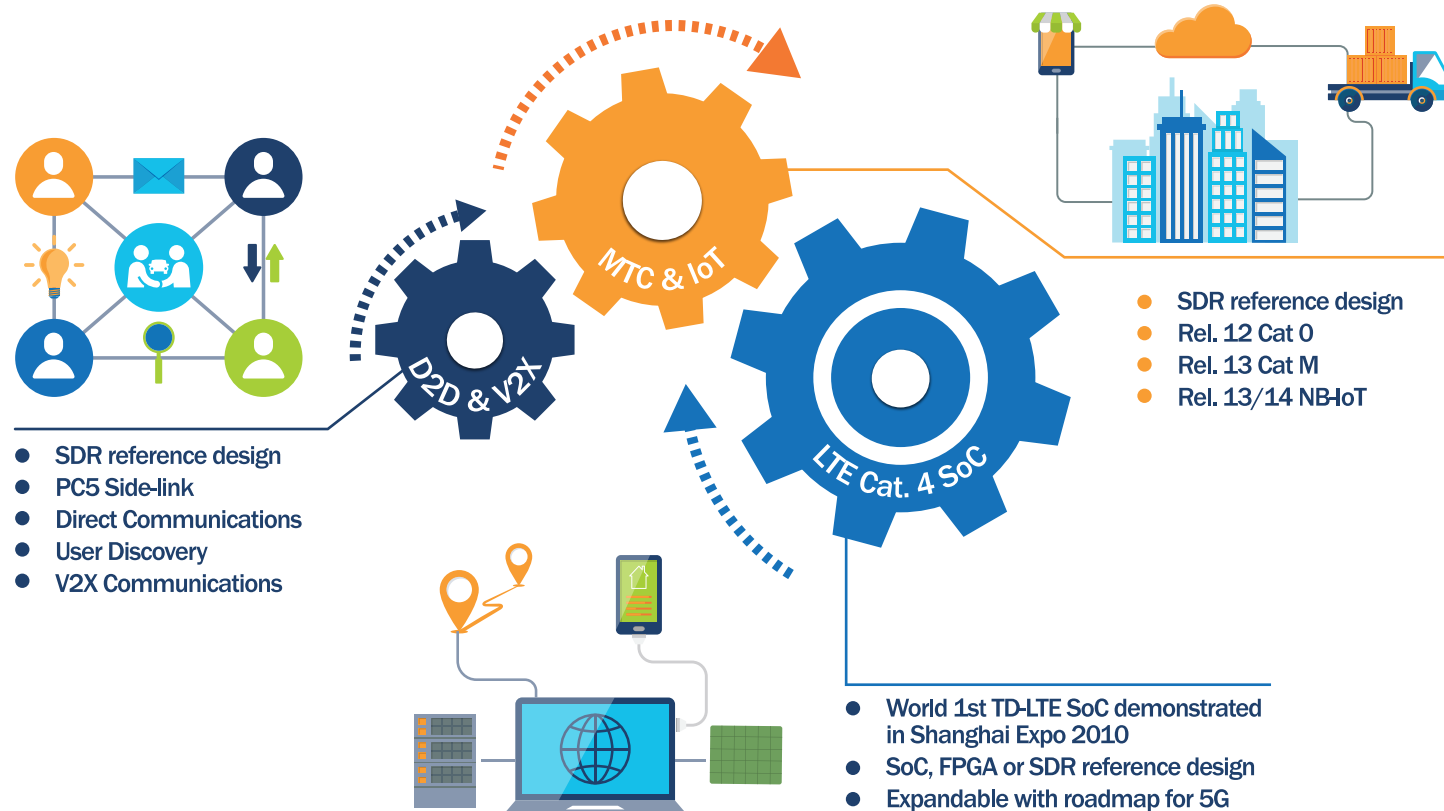 MTC & IoT
D2D & V2X
LTE Cat. 4 SoC
SDR reference design
Rel. 12 Cat 0
Rel. 13 Cat M
Rel. 13/14 NB-IoT
SDR reference design
PC5 Side-link
Direct Communications
User Discovery
V2X Communications
World 1st TD-LTE SoC demonstrated
in Shanghai Expo 2010
SoC, FPGA or SDR reference design
Expandable with roadmap for 5G